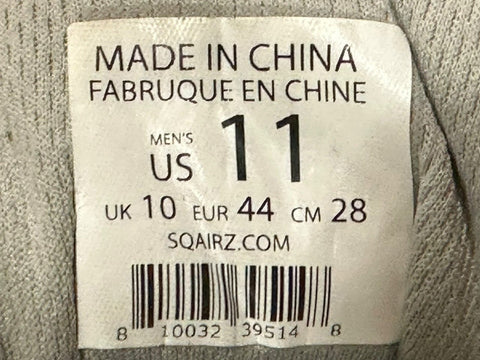 MADE IN CHINA
FABRUQUE EN CHINE
MEN'S
US 11
UK 10 EUR 44 CM 28
SQAIRZ.COM
8 10032 39514 8